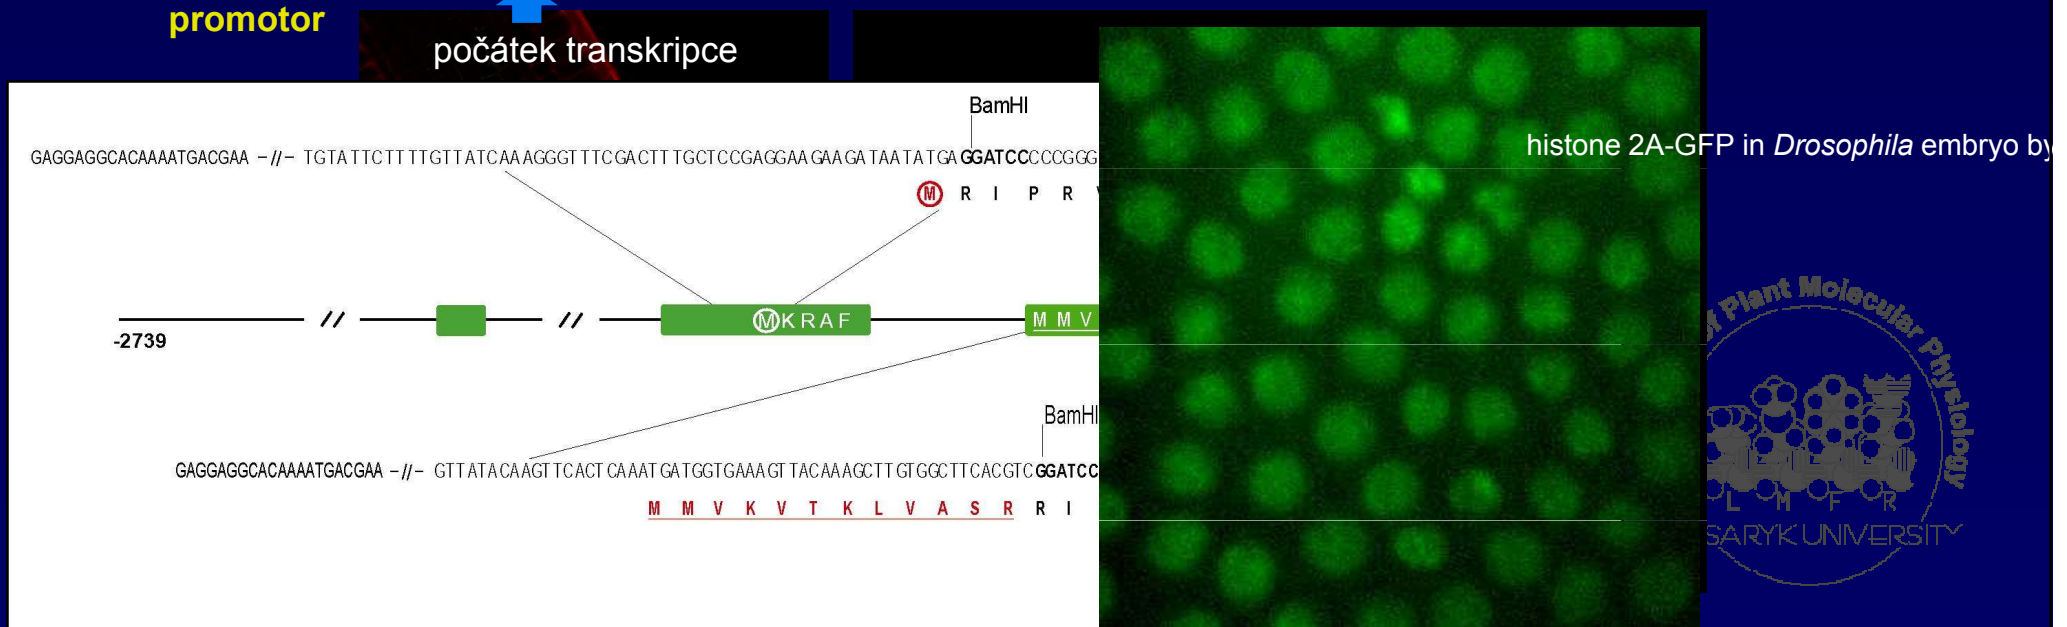 promotor
počátek transkripce
BamHI
GAGGAGGCACAAAATGACGAA –//– TGTATTCTTTTGTTATCAAAGGGTTTCGACTTTGCTCCGAGGAAGAAGATAATATGAGGATCCCCCGGG
histone 2A-GFP in Drosophila embryo by
M R I P R
MKRAF
M M V
-2739
of Plant Molecular Physiology
BamHI
GAGGAGGCACAAAATGACGAA –//– GTTATACAAGTTCACTCAAATGATGGTGAAAGTTACAAAGCTTGTGGCTTCACGTCGGATCC
M M V K V T K L V A S R R I
L M F R
SARYK UNIVERSITY